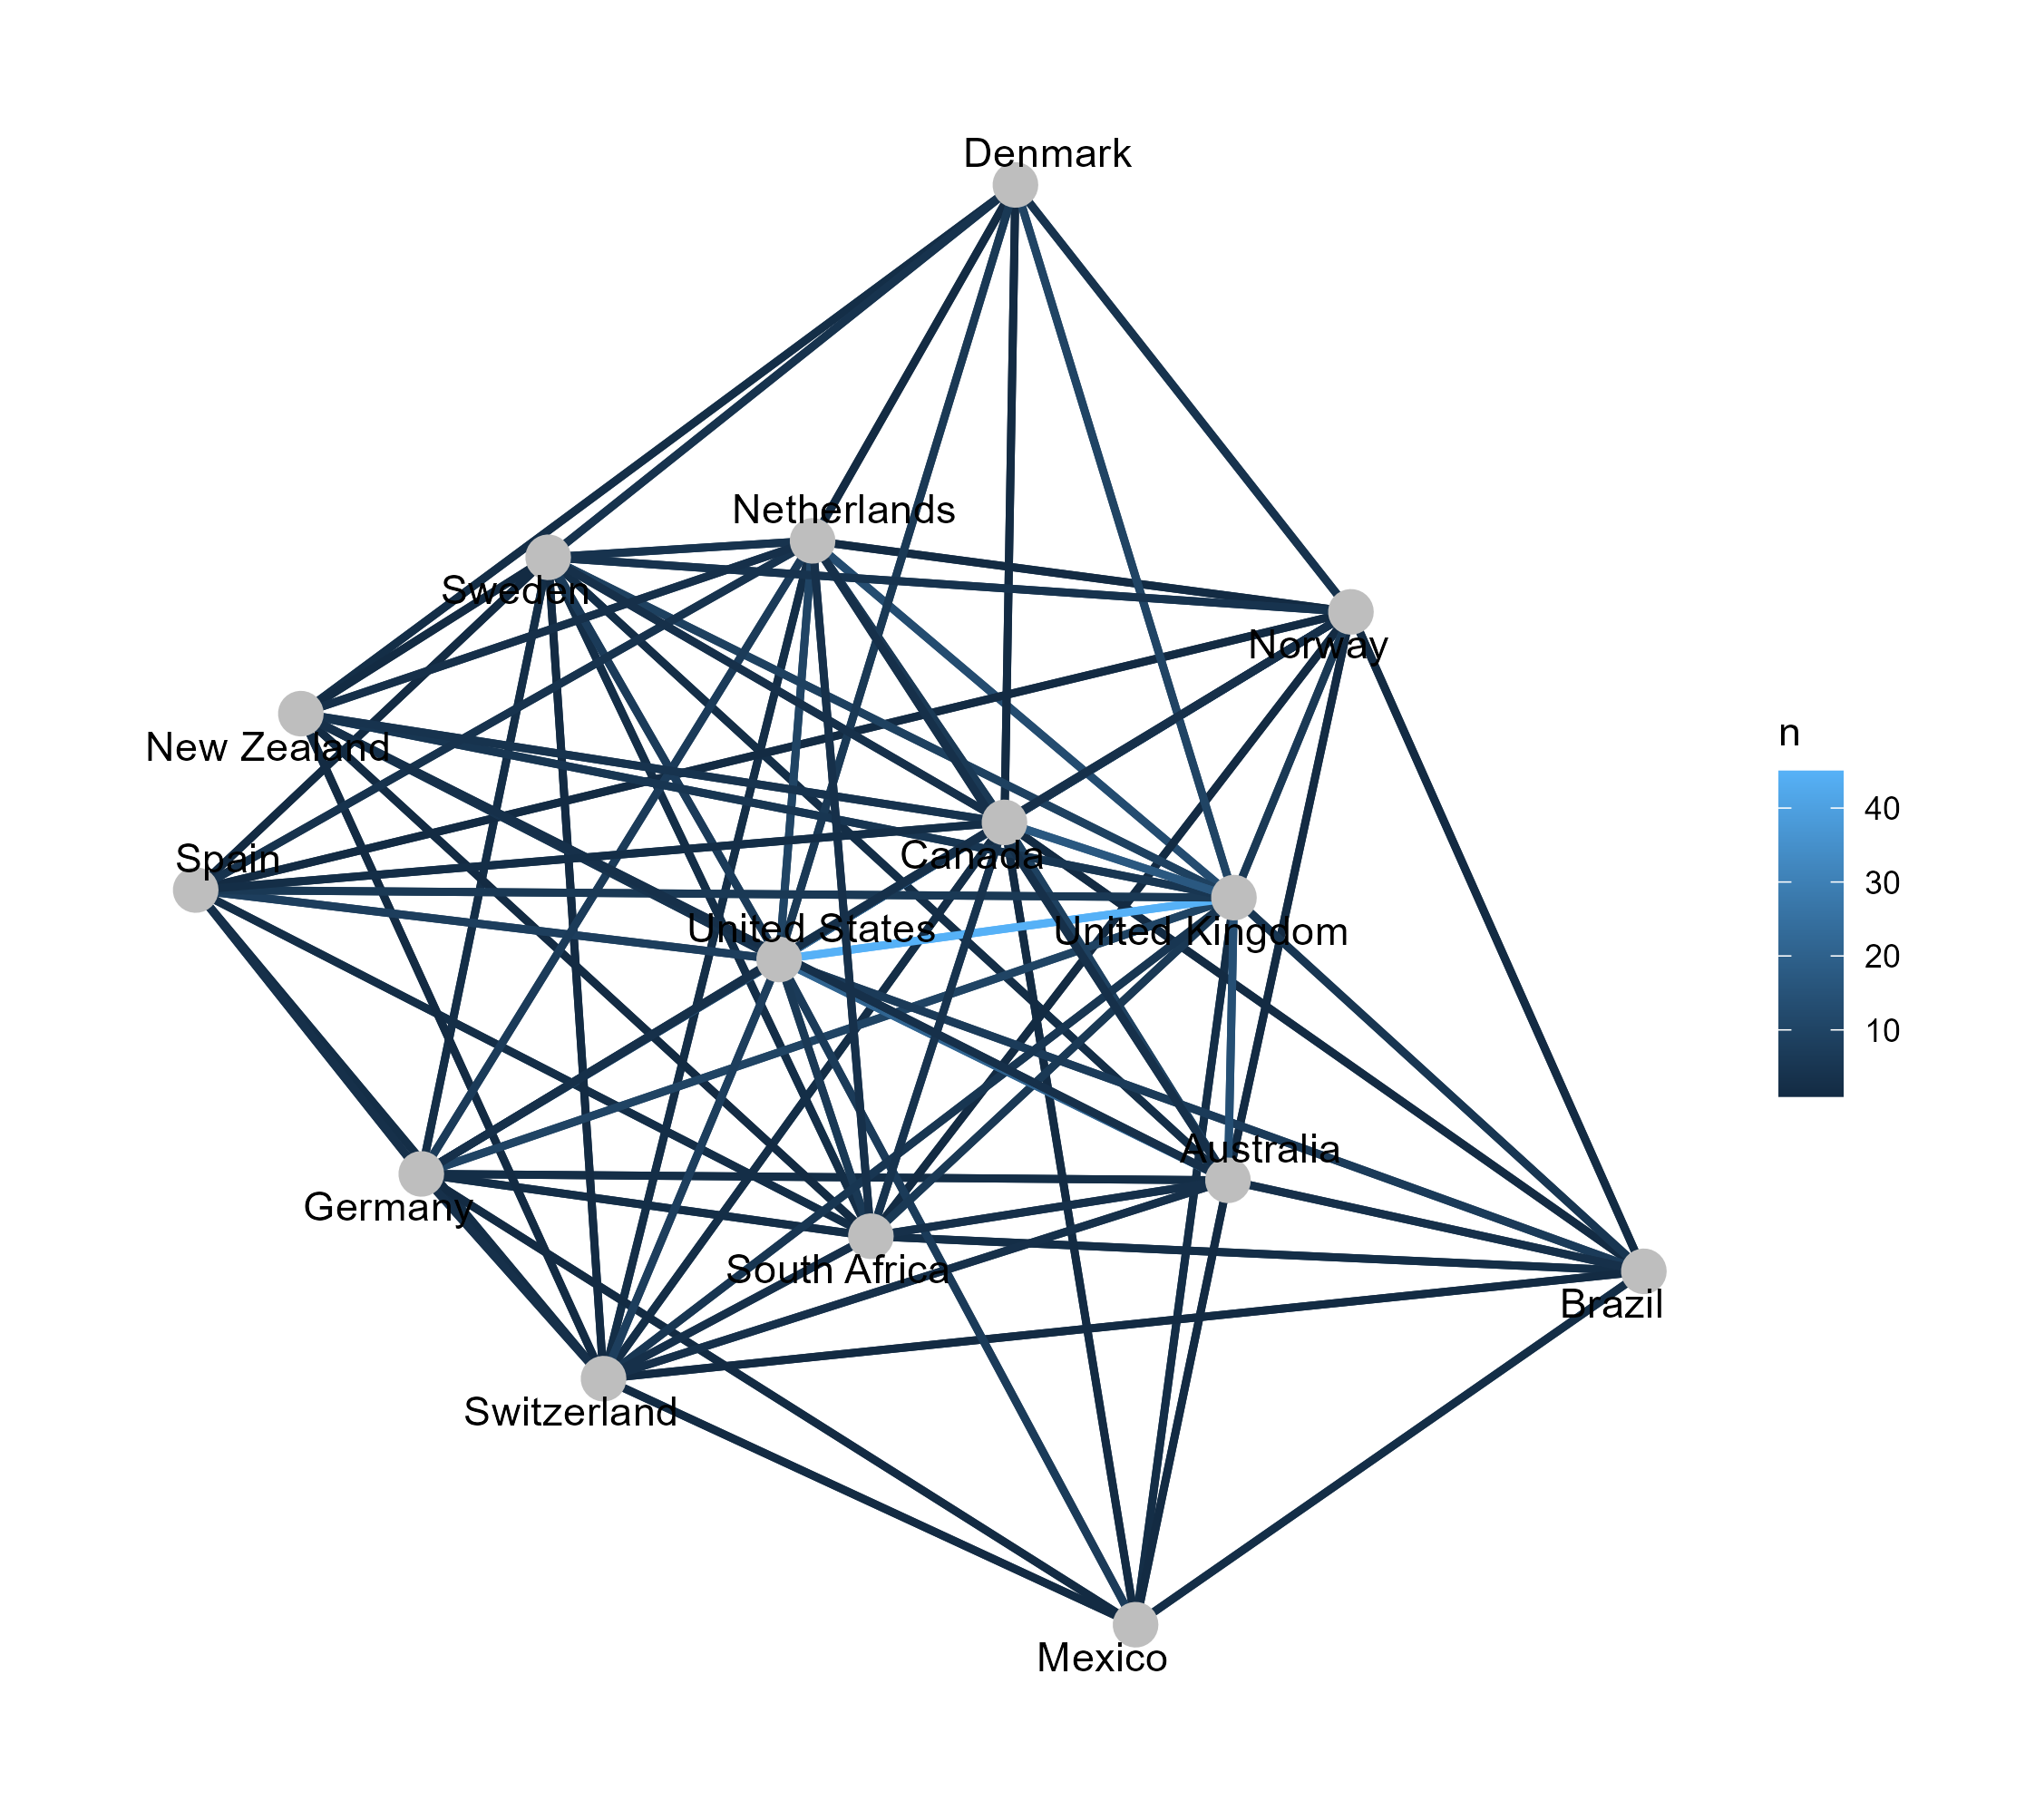 Denmark
Netherlands
Sweden
Norway
New Zealand
n
40
Spain
Canada
30
United States
United Kingdom
20
10
Australia
Germany
South Africa
Brazil
Switzerland
Mexico